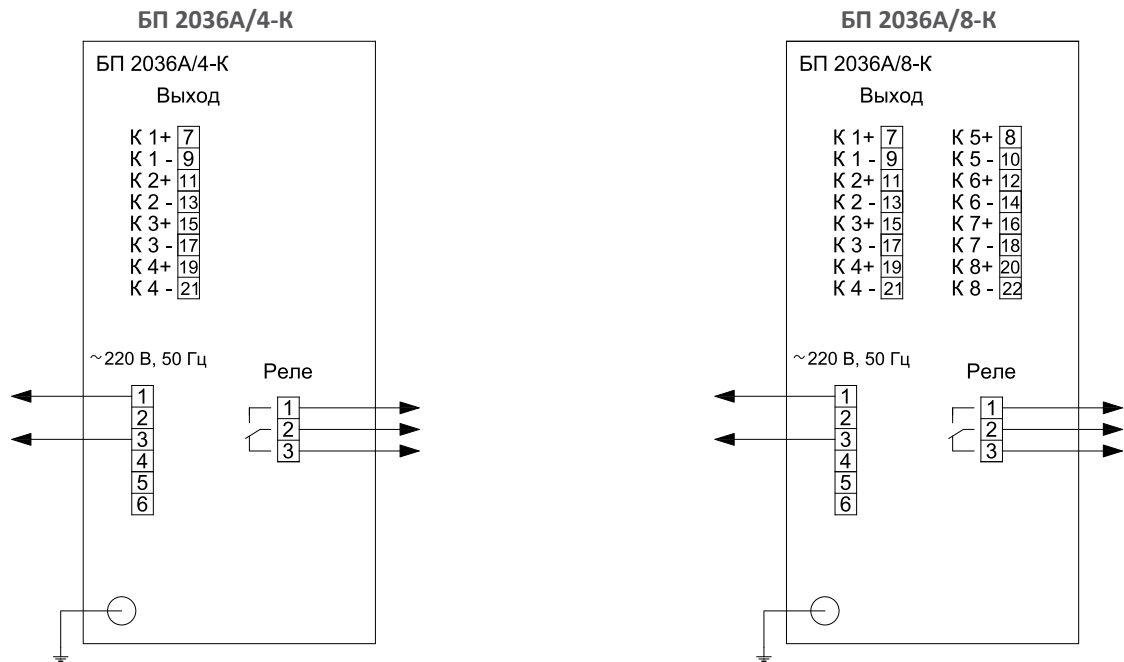 БП 2036А/4-К
БП 2036А/4-К
Выход
К 1+ 7
К 1 - 9
К 2+ 11
К 2 - 13
К 3+ 15
К 3 - 17
К 4+ 19
К 4 - 21
~220 В, 50 Гц
Реле
1
2
3
4
5
6
1
2
3
БП 2036А/8-К
БП 2036А/8-К
Выход
К 1+ 7 К 5+ 8
К 1 - 9 К 5 - 10
К 2+ 11 К 6+ 12
К 2 - 13 К 6 - 14
К 3+ 15 К 7+ 16
К 3 - 17 К 7 - 18
К 4+ 19 К 8+ 20
К 4 - 21 К 8 - 22
~220 В, 50 Гц
Реле
1
2
3
4
5
6
1
2
3